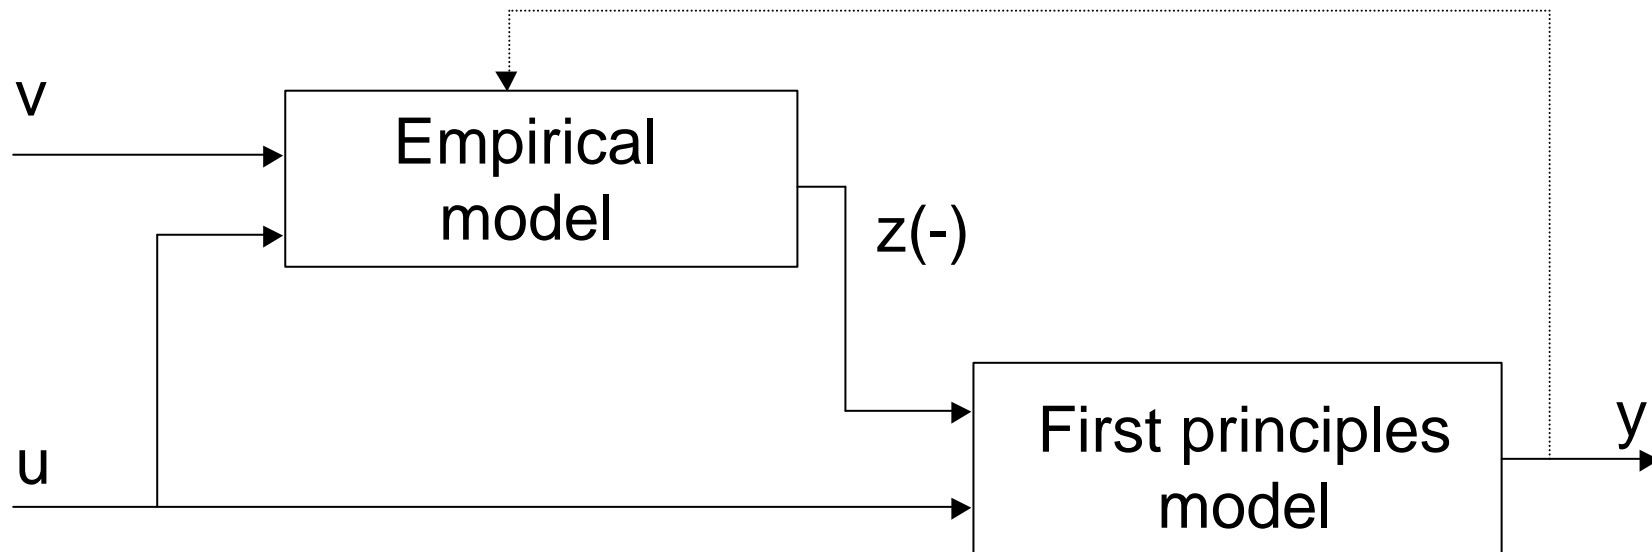 v
Empirical
model
z(-)
u
First principles
model
y